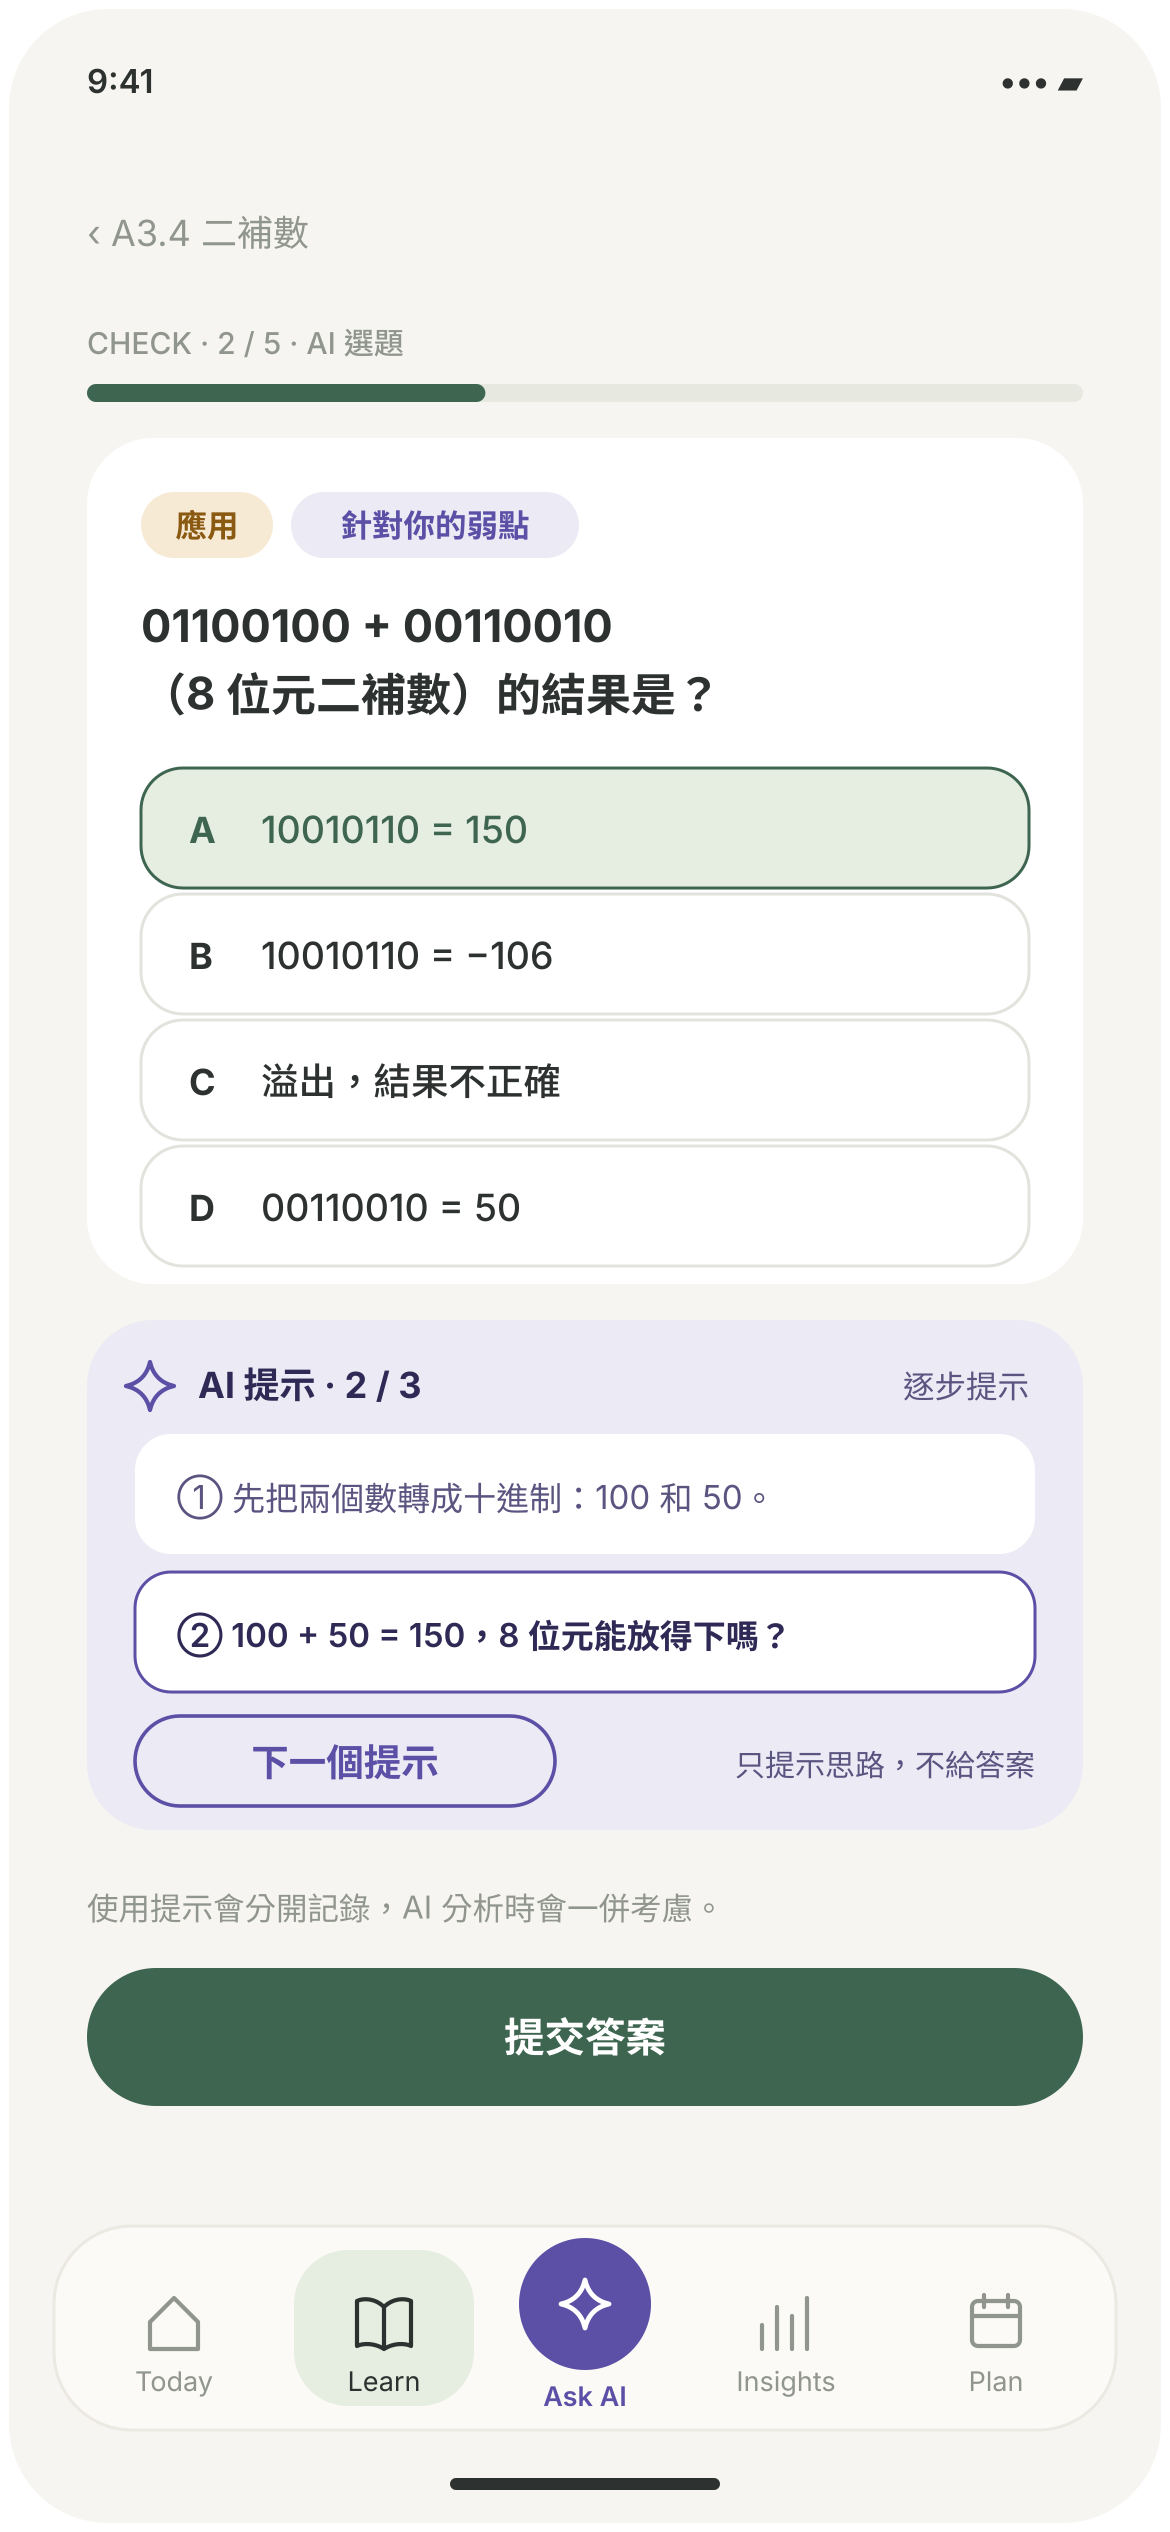 9:41
‹ A3.4 二補數
CHECK · 2 / 5 · AI 選題
應用
針對你的弱點
01100100 + 00110010
（8 位元二補數）的結果是？
A 10010110 = 150
B 10010110 = −106
C 溢出，結果不正確
D 00110010 = 50
AI 提示 · 2 / 3
逐步提示
① 先把兩個數轉成十進制：100 和 50。
② 100 + 50 = 150，8 位元能放得下嗎？
下一個提示
只提示思路，不給答案
使用提示會分開記錄，AI 分析時會一併考慮。
提交答案
Today
Learn
Ask AI
Insights
Plan